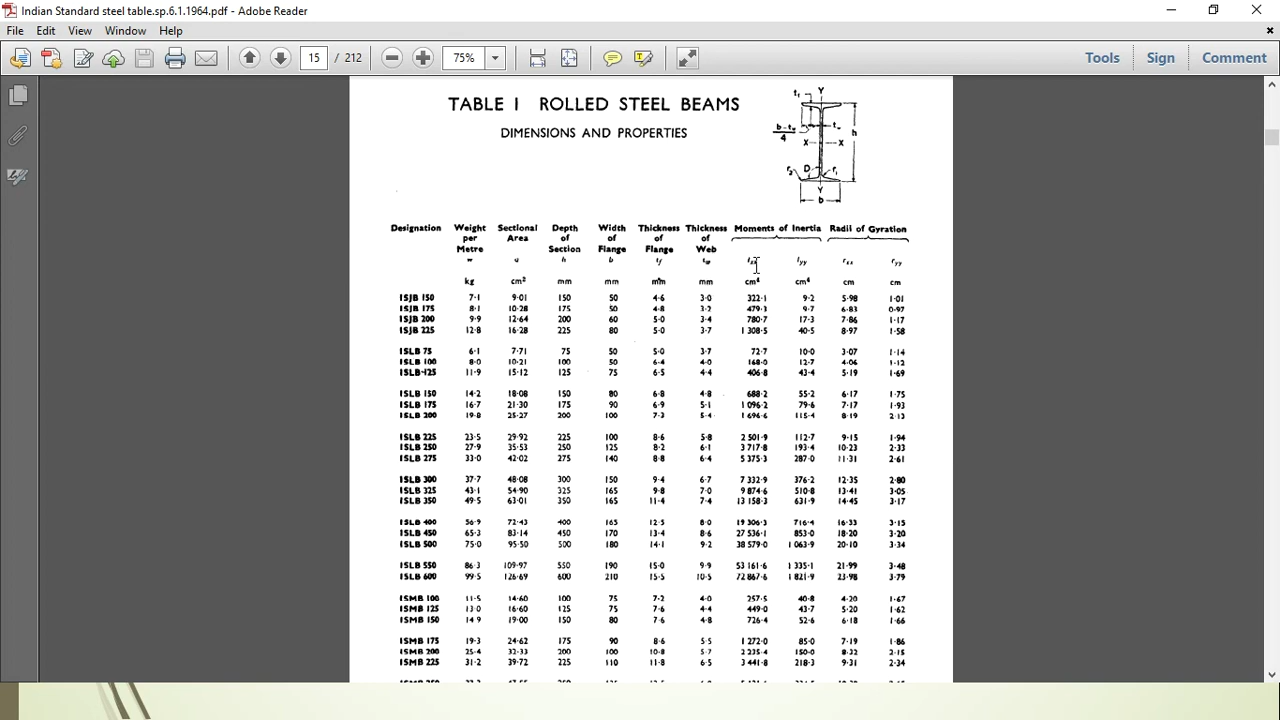 Indian Standard steel table.sp.6.1.1964.pdf - Adobe Reader
File Edit View Window Help
15 / 212 75% Tools Sign Comment
TABLE I ROLLED STEEL BEAMS
DIMENSIONS AND PROPERTIES
Designation Weight per Metre Sectional Area Depth of Section Width of Flange Thickness of Flange Thickness of Web Moments of Inertia Radii of Gyration
w a h b tf tw Ixx Iyy rxx ryy
kg cm² mm mm mm mm cm⁴ cm⁴ cm cm
ISJB 150 7·1 9·01 150 50 4·6 3·0 322·1 9·2 5·98 1·01
ISJB 175 8·1 10·28 175 50 4·8 3·2 479·3 9·7 6·83 0·97
ISJB 200 9·9 12·64 200 60 5·0 3·4 780·7 17·3 7·86 1·17
ISJB 225 12·8 16·28 225 80 5·0 3·7 1 308·5 40·5 8·97 1·58
ISLB 75 6·1 7·71 75 50 5·0 3·7 72·7 10·0 3·07 1·14
ISLB 100 8·0 10·21 100 50 6·4 4·0 168·0 12·7 4·06 1·12
ISLB 125 11·9 15·12 125 75 6·5 4·4 406·8 43·4 5·19 1·69
ISLB 150 14·2 18·08 150 80 6·8 4·8 688·2 55·2 6·17 1·75
ISLB 175 16·7 21·30 175 90 6·9 5·1 1 096·2 79·6 7·17 1·93
ISLB 200 19·8 25·27 200 100 7·3 5·4 1 696·6 115·4 8·19 2·13
ISLB 225 23·5 29·92 225 100 8·6 5·8 2 501·9 112·7 9·15 1·94
ISLB 250 27·9 35·53 250 125 8·2 6·1 3 717·8 193·4 10·23 2·33
ISLB 275 33·0 42·02 275 140 8·8 6·4 5 375·3 287·0 11·31 2·61
ISLB 300 37·7 48·08 300 150 9·4 6·7 7 332·9 376·2 12·35 2·80
ISLB 325 43·1 54·90 325 165 9·8 7·0 9 874·6 510·8 13·41 3·05
ISLB 350 49·5 63·01 350 165 11·4 7·4 13 158·3 631·9 14·45 3·17
ISLB 400 56·9 72·43 400 165 12·5 8·0 19 306·3 716·4 16·33 3·15
ISLB 450 65·3 83·14 450 170 13·4 8·6 27 536·1 853·0 18·20 3·20
ISLB 500 75·0 95·50 500 180 14·1 9·2 38 579·0 1 063·9 20·10 3·34
ISLB 550 86·3 109·97 550 190 15·0 9·9 53 161·6 1 335·1 21·99 3·48
ISLB 600 99·5 126·69 600 210 15·5 10·5 72 867·6 1 821·9 23·98 3·79
ISMB 100 11·5 14·60 100 75 7·2 4·0 257·5 40·8 4·20 1·67
ISMB 125 13·0 16·60 125 75 7·6 4·4 449·0 43·7 5·20 1·62
ISMB 150 14·9 19·00 150 80 7·6 4·8 726·4 52·6 6·18 1·66
ISMB 175 19·3 24·62 175 90 8·6 5·5 1 272·0 85·0 7·19 1·86
ISMB 200 25·4 32·33 200 100 10·8 5·7 2 235·4 150·0 8·32 2·15
ISMB 225 31·2 39·72 225 110 11·8 6·5 3 441·8 218·3 9·31 2·34